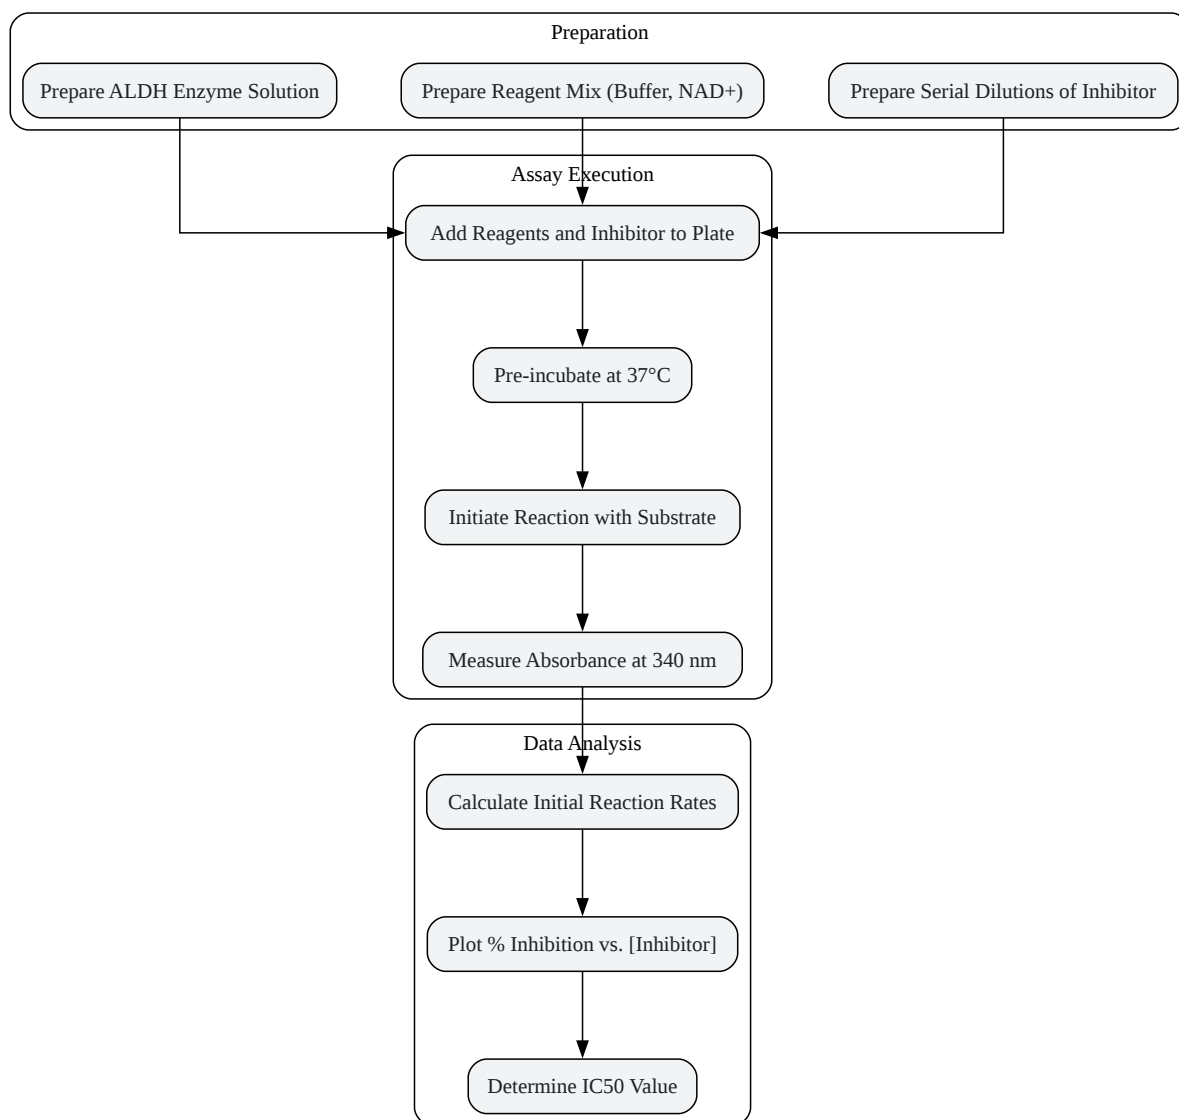 Preparation
Prepare ALDH Enzyme Solution
Prepare Reagent Mix (Buffer, NAD+)
Prepare Serial Dilutions of Inhibitor
Assay Execution
Add Reagents and Inhibitor to Plate
Pre-incubate at 37°C
Initiate Reaction with Substrate
Measure Absorbance at 340 nm
Data Analysis
Calculate Initial Reaction Rates
Plot % Inhibition vs. [Inhibitor]
Determine IC50 Value